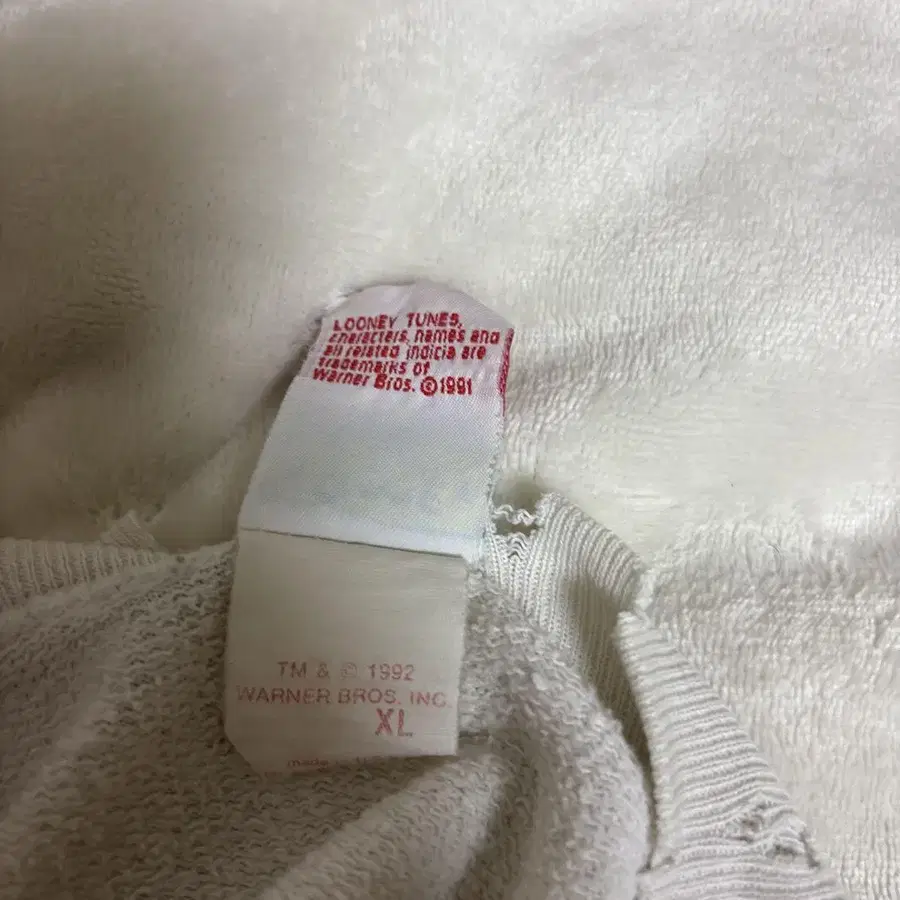 LOONEY TUNES,
characters, names and
all related indicia are
trademarks of
Warner Bros. ©1991
TM & © 1992
WARNER BROS. INC.
XL
made